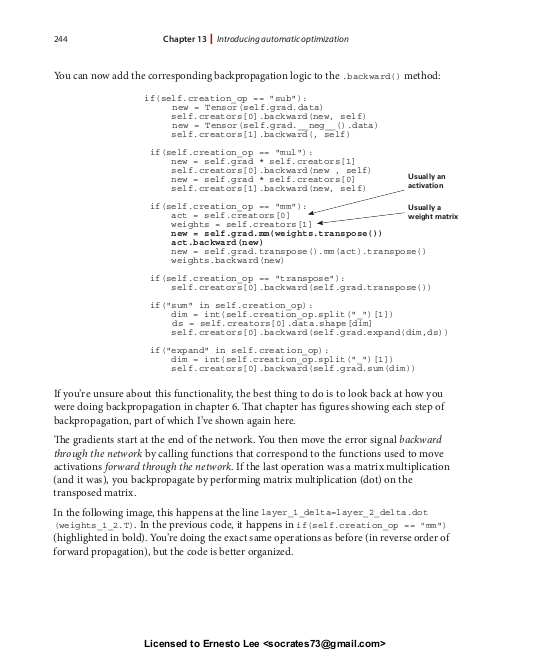 244
Chapter 13 | Introducing automatic optimization
You can now add the corresponding backpropagation logic to the .backward() method:
if(self.creation_op == "sub"):
new = Tensor(self.grad.data)
self.creators[0].backward(new, self)
new = Tensor(self.grad.__neg__().data)
self.creators[1].backward(, self)
if(self.creation_op == "mul"):
new = self.grad * self.creators[1]
self.creators[0].backward(new , self)
new = self.grad * self.creators[0]
self.creators[1].backward(new, self)
Usually an
activation
if(self.creation_op == "mm"):
act = self.creators[0]
weights = self.creators[1]
Usually a
weight matrix
new = self.grad.mm(weights.transpose())
act.backward(new)
new = self.grad.transpose().mm(act).transpose()
weights.backward(new)
if(self.creation_op == "transpose"):
self.creators[0].backward(self.grad.transpose())
if("sum" in self.creation_op):
dim = int(self.creation_op.split("_")[1])
ds = self.creators[0].data.shape[dim]
self.creators[0].backward(self.grad.expand(dim,ds))
if("expand" in self.creation_op):
dim = int(self.creation_op.split("_")[1])
self.creators[0].backward(self.grad.sum(dim))
If you're unsure about this functionality, the best thing to do is to look back at how you
were doing backpropagation in chapter 6. That chapter has figures showing each step of
backpropagation, part of which I've shown again here.
The gradients start at the end of the network. You then move the error signal backward
through the network by calling functions that correspond to the functions used to move
activations forward through the network. If the last operation was a matrix multiplication
(and it was), you backpropagate by performing matrix multiplication (dot) on the
transposed matrix.
In the following image, this happens at the line layer_1_delta=layer_2_delta.dot
(weights_1_2.T). In the previous code, it happens in if(self.creation_op == "mm")
(highlighted in bold). You're doing the exact same operations as before (in reverse order of
forward propagation), but the code is better organized.
Licensed to Ernesto Lee <socrates73@gmail.com>